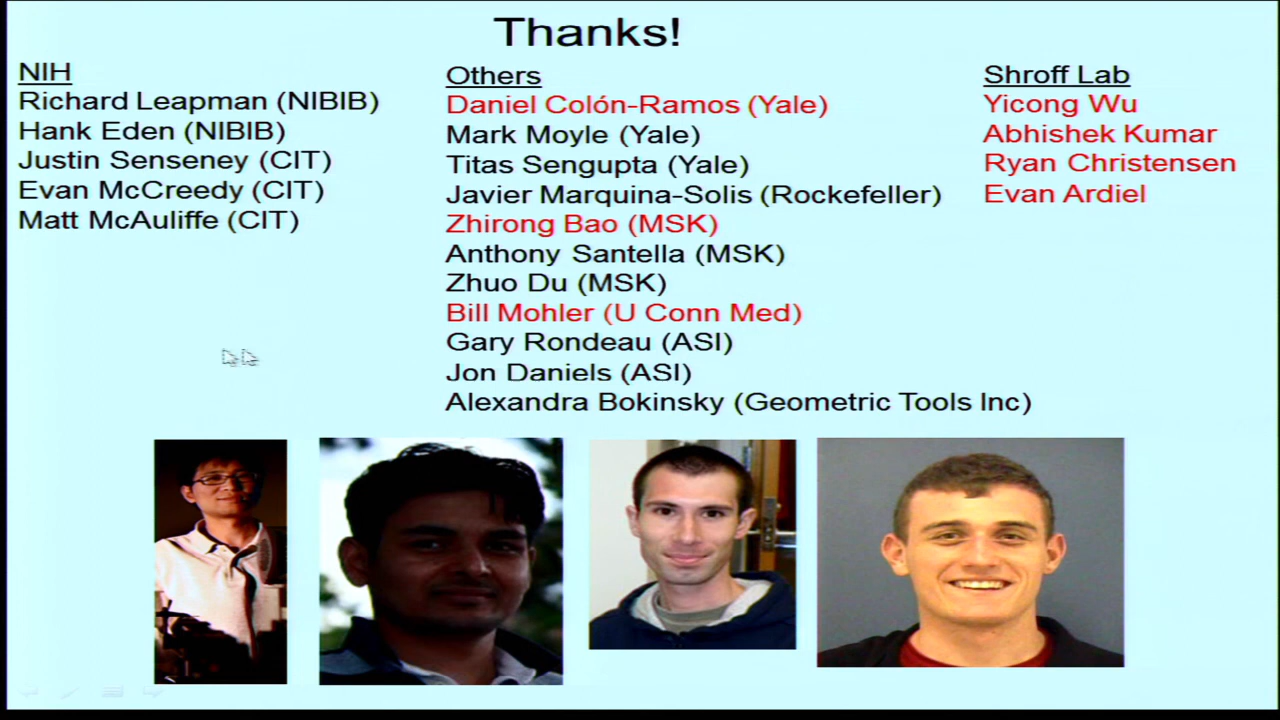 Thanks!
NIH
Richard Leapman (NIBIB)
Hank Eden (NIBIB)
Justin Senseney (CIT)
Evan McCreedy (CIT)
Matt McAuliffe (CIT)
Others
Daniel Colón-Ramos (Yale)
Mark Moyle (Yale)
Titas Sengupta (Yale)
Javier Marquina-Solis (Rockefeller)
Zhirong Bao (MSK)
Anthony Santella (MSK)
Zhuo Du (MSK)
Bill Mohler (U Conn Med)
Gary Rondeau (ASI)
Jon Daniels (ASI)
Alexandra Bokinsky (Geometric Tools Inc)
Shroff Lab
Yicong Wu
Abhishek Kumar
Ryan Christensen
Evan Ardiel